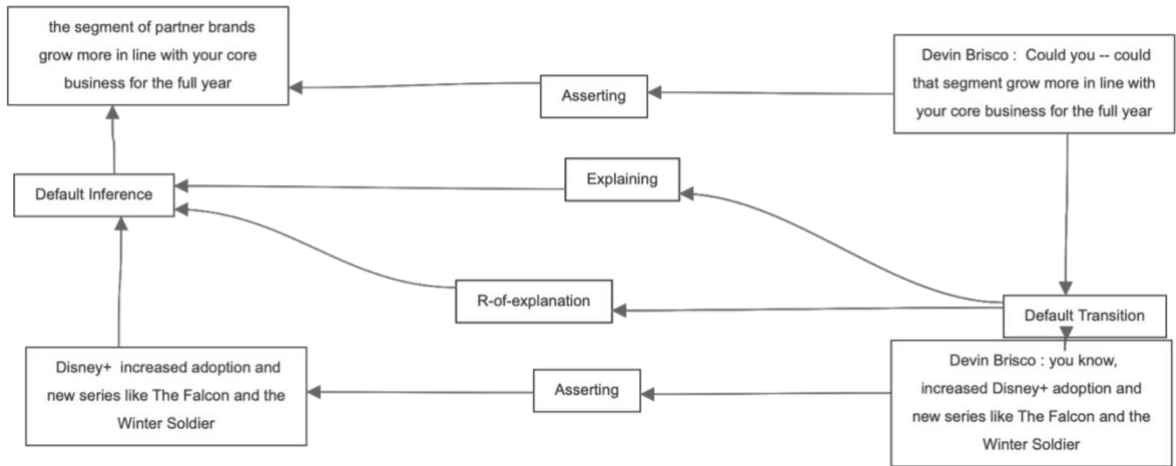 the segment of partner brands
grow more in line with your core
business for the full year
Devin Brisco : Could you -- could
that segment grow more in line with
your core business for the full year
Asserting
Explaining
Default Inference
R-of-explanation
Default Transition
Disney+ increased adoption and
new series like The Falcon and the
Winter Soldier
Asserting
Devin Brisco : you know,
increased Disney+ adoption and
new series like The Falcon and the
Winter Soldier